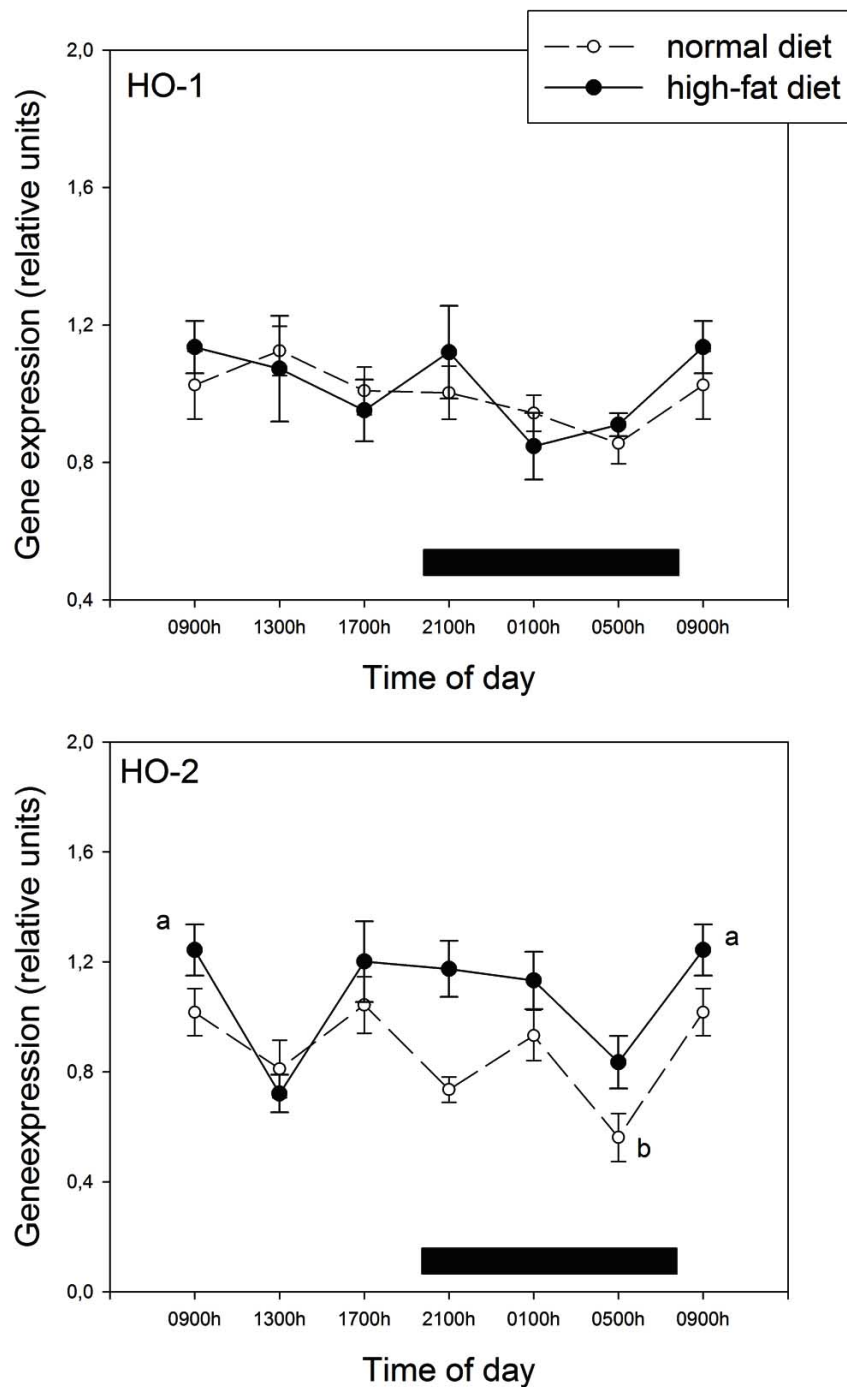 normal diet
high-fat diet
HO-1
2,0
1,6
1,2
0,8
0,4
Gene expression (relative units)
0900h 1300h 1700h 2100h 0100h 0500h 0900h
Time of day
HO-2
2,0
1,6
1,2
0,8
0,4
0,0
a
a
b
Geneexpression (relative units)
0900h 1300h 1700h 2100h 0100h 0500h 0900h
Time of day